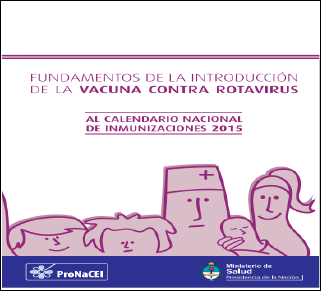 FUNDAMENTOS DE LA INTRODUCCIÓN
DE LA VACUNA CONTRA ROTAVIRUS
AL CALENDARIO NACIONAL
DE INMUNIZACIONES 2015
ProNaCEI
Ministerio de
Salud
Presidencia de la Nación